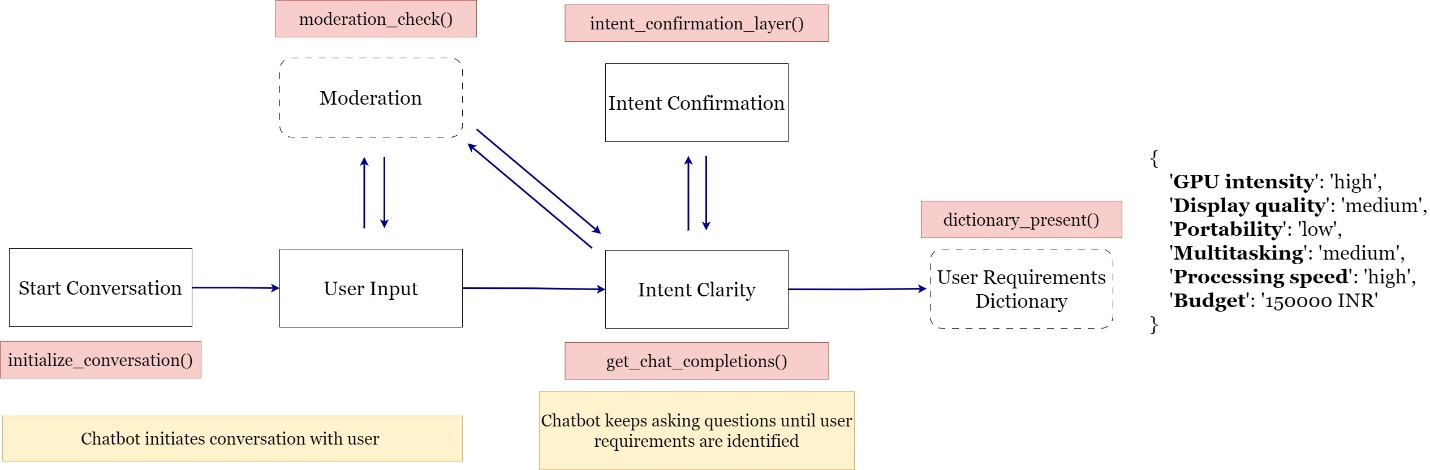 moderation_check()
intent_confirmation_layer()
Moderation
Intent Confirmation
{
'GPU intensity': 'high',
'Display quality': 'medium',
'Portability': 'low',
'Multitasking': 'medium',
'Processing speed': 'high',
'Budget': '150000 INR'
}
dictionary_present()
Start Conversation
User Input
Intent Clarity
User Requirements
Dictionary
initialize_conversation()
get_chat_completions()
Chatbot initiates conversation with user
Chatbot keeps asking questions until user
requirements are identified